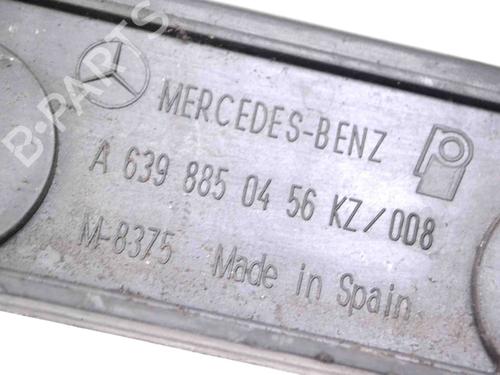 MERCEDES-BENZ
A 639 885 04 56 KZ/008
M-8375 Made in Spain
B-PARTS